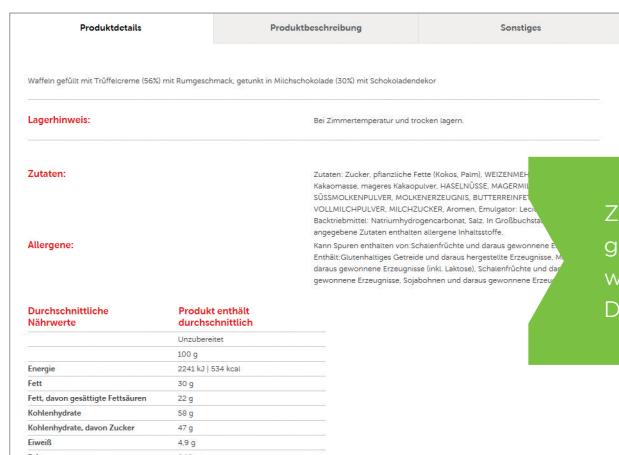 Produktdetails Produktbeschreibung Sonstiges
Waffeln gefüllt mit Trüffelcreme (56%) mit Rumgeschmack, getunkt in Milchschokolade (30%) mit Schokoladendekor
Lagerhinweis: Bei Zimmertemperatur und trocken lagern.
Zutaten: Zutaten: Zucker, pflanzliche Fette (Kokos, Palm), WEIZENMEH
Kakaomasse, mageres Kakaopulver, HASELNÜSSE, MAGERMIL
SÜSSMOLKENPULVER, MOLKENERZEUGNIS, BUTTERREINFET
VOLLMILCHPULVER, MILCHZUCKER, Aromen, Emulgator: Leci
Backtriebmittel: Natriumhydrogencarbonat, Salz. In Großbuchsta
angegebene Zutaten enthalten allergene Inhaltsstoffe.
Allergene: Kann Spuren enthalten von:Schalenfrüchte und daraus gewonnene E
Enthält:Glutenhaltiges Getreide und daraus hergestellte Erzeugnisse, M
daraus gewonnene Erzeugnisse (inkl. Laktose), Schalenfrüchte und da
gewonnene Erzeugnisse, Sojabohnen und daraus gewonnene Erzeu
Durchschnittliche Produkt enthält
Nährwerte durchschnittlich
Unzubereitet
100 g
Energie 2241 kJ | 534 kcal
Fett 30 g
Fett, davon gesättigte Fettsäuren 22 g
Kohlenhydrate 58 g
Kohlenhydrate, davon Zucker 47 g
Eiweiß 4,9 g
Z
g
w
D